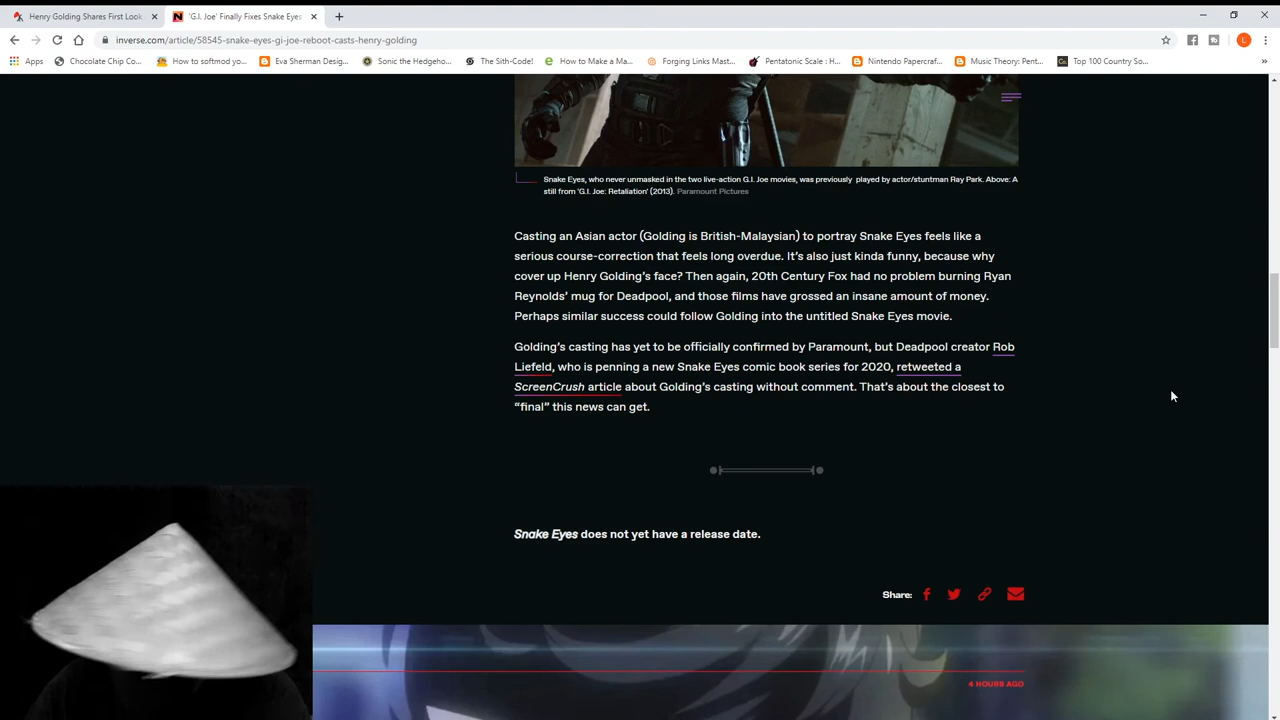 Henry Golding Shares First Look
'G.I. Joe' Finally Fixes Snake Eyes
inverse.com/article/58545-snake-eyes-gi-joe-reboot-casts-henry-golding
L
Apps
Chocolate Chip Co...
How to softmod yo...
Eva Sherman Desig...
Sonic the Hedgeho...
The Sith-Code!
How to Make a Ma...
Forging Links Mast...
Pentatonic Scale : H...
Nintendo Papercraf...
Music Theory: Pent...
Top 100 Country So...
»
Snake Eyes, who never unmasked in the two live-action G.I. Joe movies, was previously played by actor/stuntman Ray Park. Above: A
still from 'G.I. Joe: Retaliation' (2013). Paramount Pictures
Casting an Asian actor (Golding is British-Malaysian) to portray Snake Eyes feels like a
serious course-correction that feels long overdue. It's also just kinda funny, because why
cover up Henry Golding's face? Then again, 20th Century Fox had no problem burning Ryan
Reynolds' mug for Deadpool, and those films have grossed an insane amount of money.
Perhaps similar success could follow Golding into the untitled Snake Eyes movie.
Golding's casting has yet to be officially confirmed by Paramount, but Deadpool creator Rob
Liefeld, who is penning a new Snake Eyes comic book series for 2020, retweeted a
ScreenCrush article about Golding's casting without comment. That's about the closest to
"final" this news can get.
Snake Eyes does not yet have a release date.
Share:
4 HOURS AGO